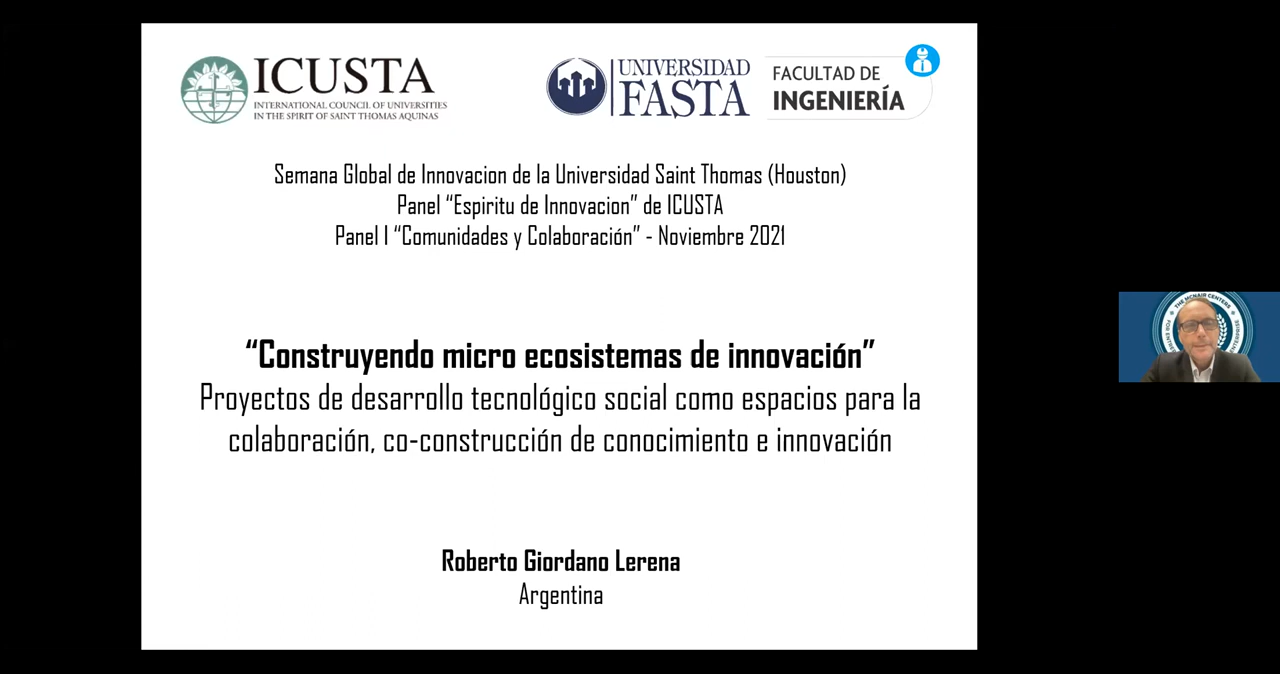 ICUSTA
INTERNATIONAL COUNCIL OF UNIVERSITIES
IN THE SPIRIT OF SAINT THOMAS AQUINAS
UNIVERSIDAD
FASTA
FACULTAD DE
INGENIERÍA
Semana Global de Innovacion de la Universidad Saint Thomas (Houston)
Panel “Espiritu de Innovacion” de ICUSTA
Panel I “Comunidades y Colaboración” - Noviembre 2021
“Construyendo micro ecosistemas de innovación”
Proyectos de desarrollo tecnológico social como espacios para la
colaboración, co-construcción de conocimiento e innovación
Roberto Giordano Lerena
Argentina
THE MCNAIR CENTERS